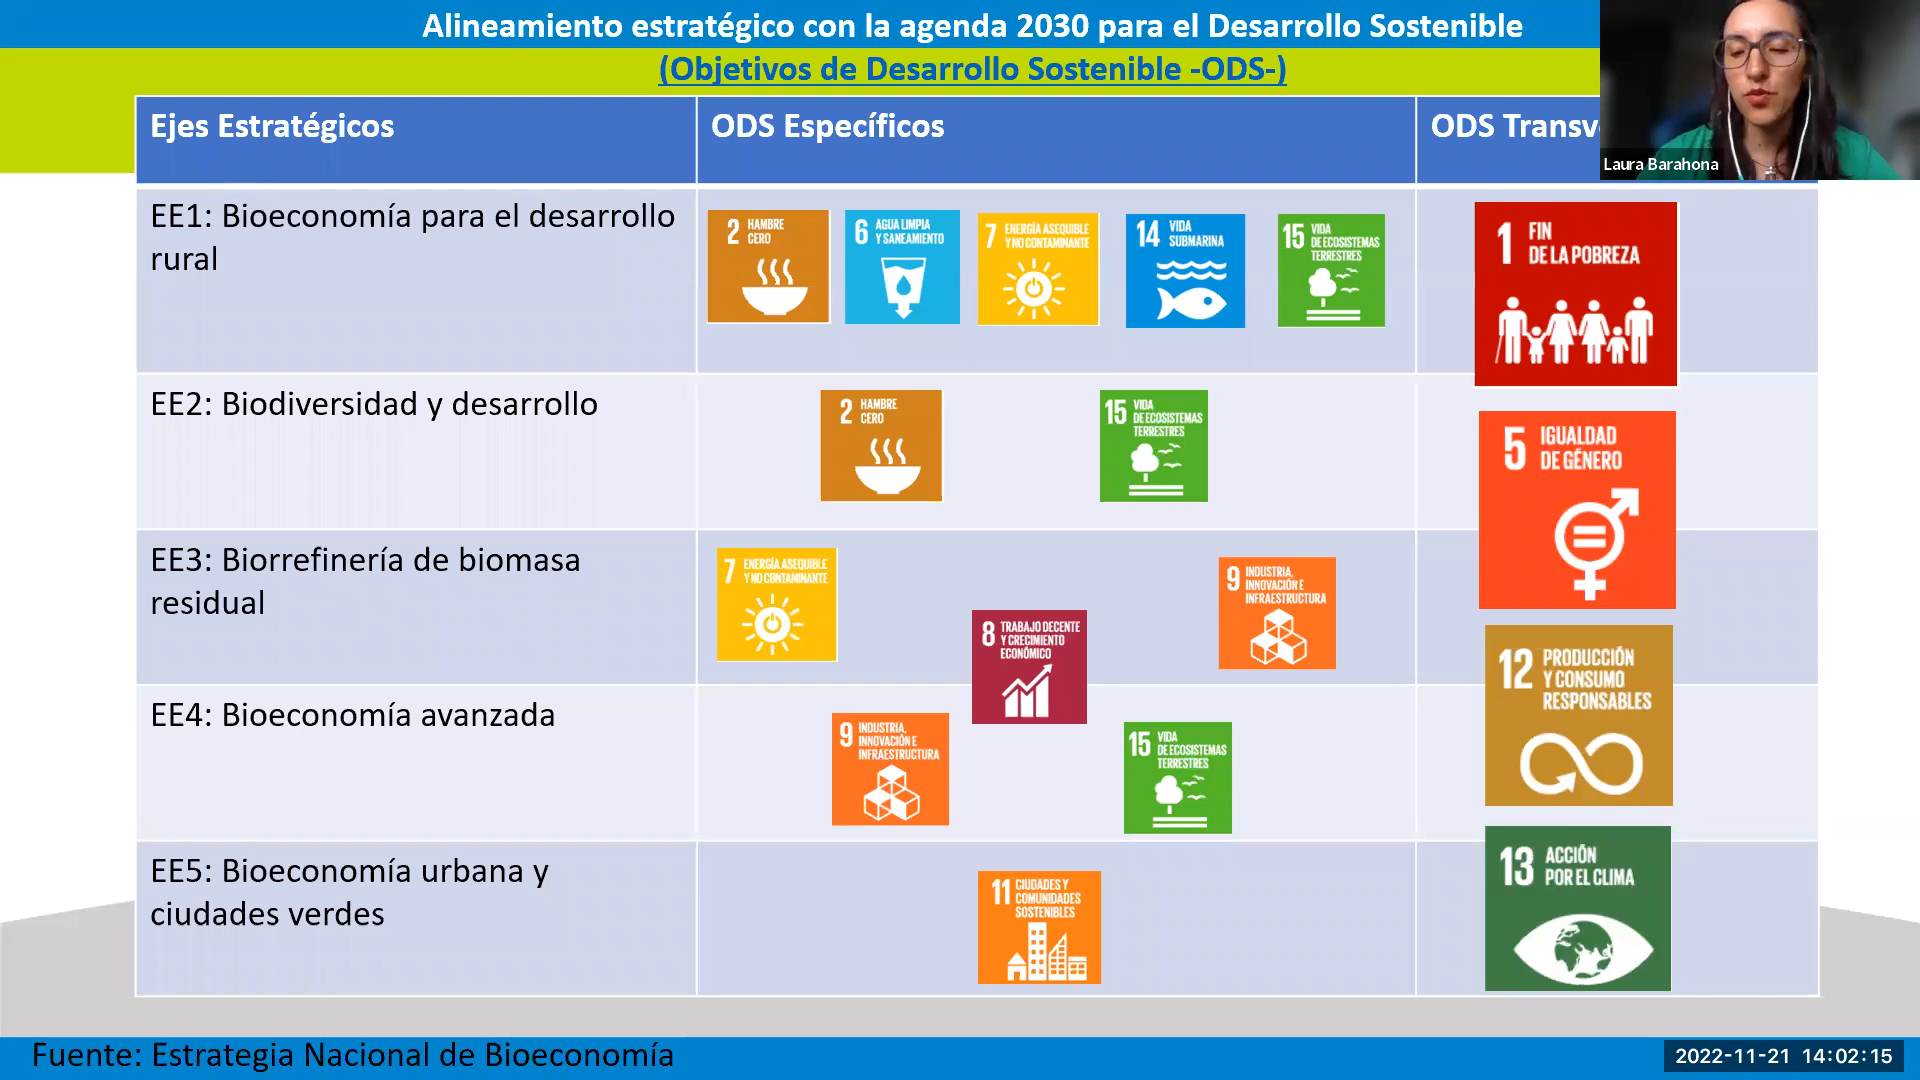 Alineamiento estratégico con la agenda 2030 para el Desarrollo Sostenible
(Objetivos de Desarrollo Sostenible -ODS-)
Laura Barahona
Ejes Estratégicos
ODS Específicos
ODS
EE1: Bioeconomía para el desarrollo
rural
2 HAMBRE
CERO
6 AGUA LIMPIA
Y SANEAMIENTO
7 ENERGÍA ASEQUIBLE
Y NO CONTAMINANTE
14 VIDA
SUBMARINA
15 VIDA
DE ECOSISTEMAS
TERRESTRES
1 FIN
DE LA POBREZA
EE2: Biodiversidad y desarrollo
2 HAMBRE
CERO
15 VIDA
DE ECOSISTEMAS
TERRESTRES
5 IGUALDAD
DE GÉNERO
EE3: Biorrefinería de biomasa
residual
7 ENERGÍA ASEQUIBLE
Y NO CONTAMINANTE
8 TRABAJO DECENTE
Y CRECIMIENTO
ECONÓMICO
9 INDUSTRIA,
INNOVACIÓN E
INFRAESTRUCTURA
12 PRODUCCIÓN
Y CONSUMO
RESPONSABLES
EE4: Bioeconomía avanzada
9 INDUSTRIA,
INNOVACIÓN E
INFRAESTRUCTURA
15 VIDA
DE ECOSISTEMAS
TERRESTRES
EE5: Bioeconomía urbana y
ciudades verdes
11 CIUDADES Y
COMUNIDADES
SOSTENIBLES
13 ACCIÓN
POR EL CLIMA
Fuente: Estrategia Nacional de Bioeconomía
2022-11-21 14:02:15